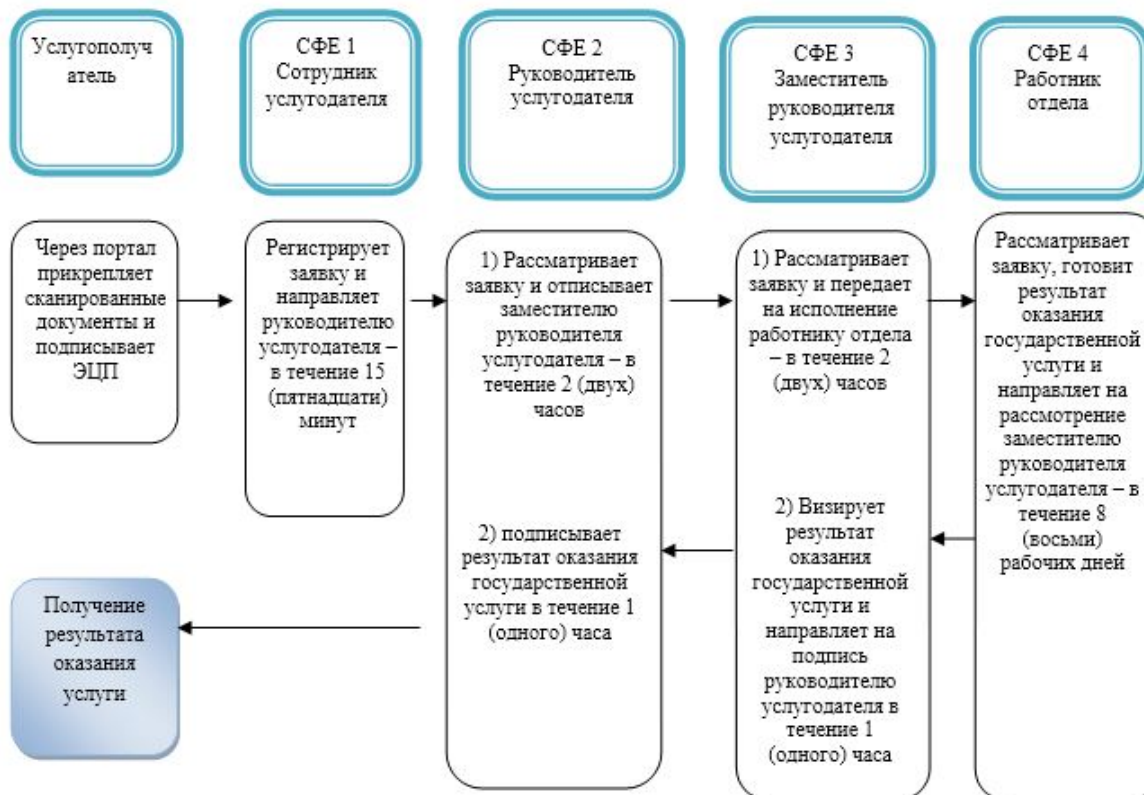 Услугополуч
атель
СФЕ 1
Сотрудник
услугодателя
СФЕ 2
Руководитель
услугодателя
СФЕ 3
Заместитель
руководителя
услугодателя
СФЕ 4
Работник
отдела
Через портал
прикрепляет
сканированные
документы и
подписывает
ЭЦП
Регистрирует
заявку и
направляет
руководителю
услугодателя –
в течение 15
(пятнадцати)
минут
1) Рассматривает
заявку и отписывает
заместителю
руководителя
услугодателя – в
течение 2 (двух)
часов
1) Рассматривает
заявку и передает
на исполнение
работнику отдела
– в течение 2
(двух) часов
Рассматривает
заявку, готовит
результат
оказания
государственной
услуги и
направляет на
рассмотрение
заместителю
руководителя
услугодателя – в
течение 8
(восьми)
рабочих дней
2) Визирует
результат
оказания
государственной
услуги и
направляет на
подпись
руководителю
услугодателя в
течение 1
(одного) часа
2) подписывает
результат оказания
государственной
услуги в течение 1
(одного) часа
Получение
результата
оказания
услуги